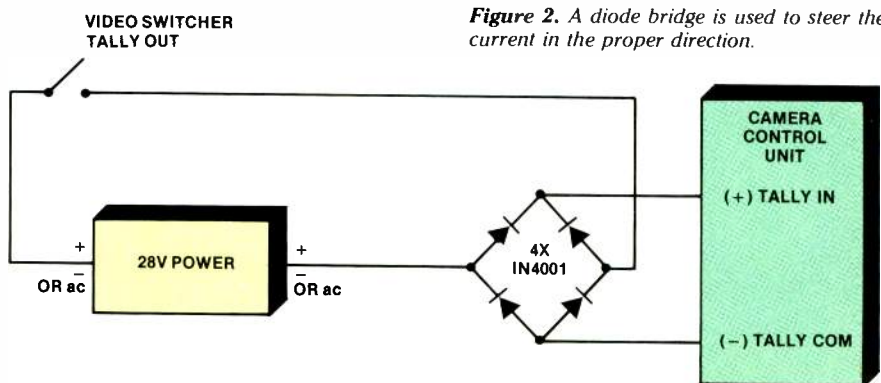 VIDEO SWITCHER
TALLY OUT
Figure 2. A diode bridge is used to steer the
current in the proper direction.
CAMERA
CONTROL
UNIT
(+) TALLY IN
+
28V POWER
+
4X
IN4001
–
OR ac
–
OR ac
(–) TALLY COM